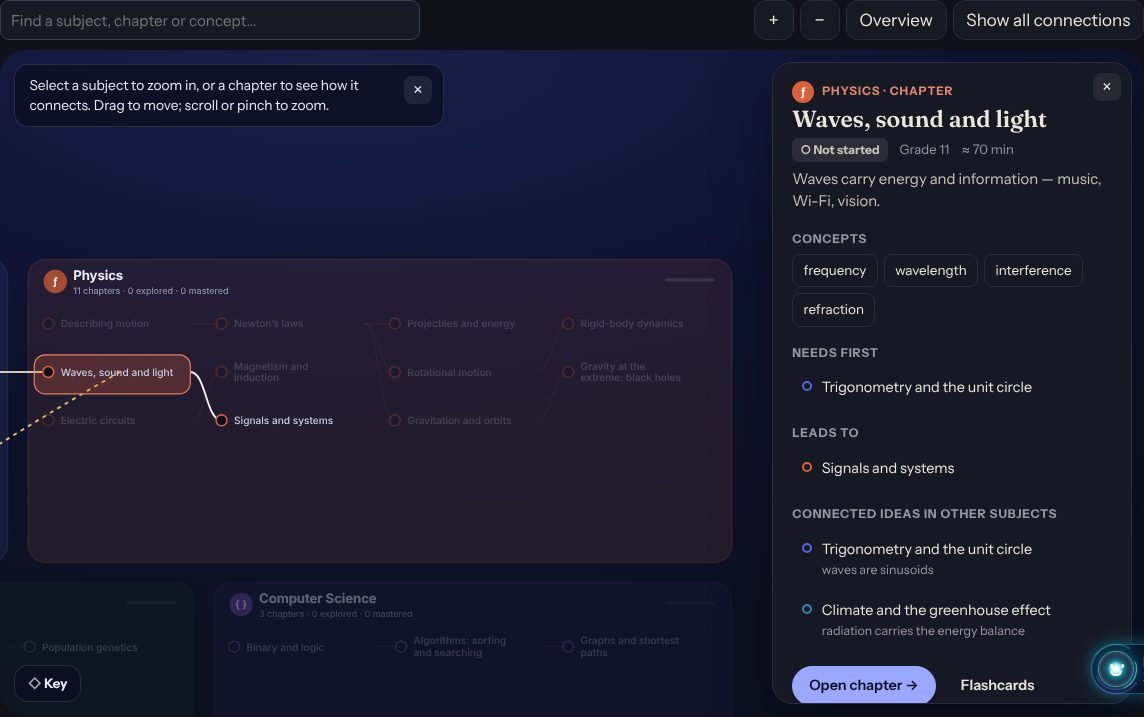 Find a subject, chapter or concept...
+
−
Overview
Show all connections
Select a subject to zoom in, or a chapter to see how it
connects. Drag to move; scroll or pinch to zoom.
×
Physics
11 chapters · 0 explored · 0 mastered
Describing motion
Newton's laws
Projectiles and energy
Rigid-body dynamics
Waves, sound and light
Magnetism and
induction
Rotational motion
Gravity at the
extreme: black holes
Electric circuits
Signals and systems
Gravitation and orbits
Computer Science
3 chapters · 0 explored · 0 mastered
Population genetics
Binary and logic
Algorithms: sorting
and searching
Graphs and shortest
paths
Key
PHYSICS · CHAPTER
×
Waves, sound and light
Not started
Grade 11
≈ 70 min
Waves carry energy and information — music,
Wi-Fi, vision.
CONCEPTS
frequency
wavelength
interference
refraction
NEEDS FIRST
Trigonometry and the unit circle
LEADS TO
Signals and systems
CONNECTED IDEAS IN OTHER SUBJECTS
Trigonometry and the unit circle
waves are sinusoids
Climate and the greenhouse effect
radiation carries the energy balance
Open chapter →
Flashcards